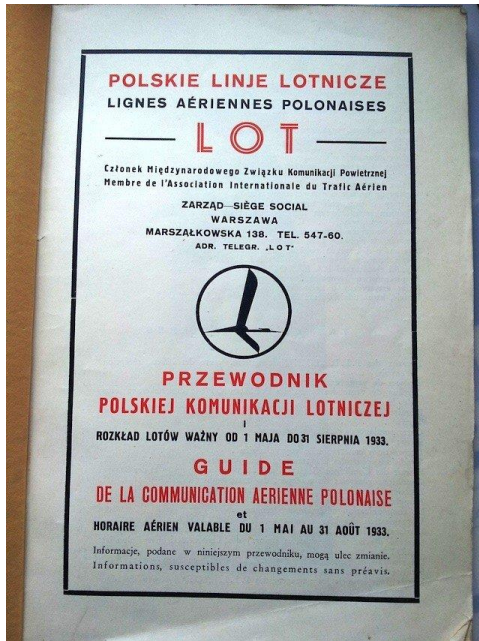 POLSKIE LINJE LOTNICZE
LIGNES AÉRIENNES POLONAISES
LOT
Członek Międzynarodowego Związku Komunikacji Powietrznej
Membre de l'Association Internationale du Trafic Aérien
ZARZĄD—SIÈGE SOCIAL
WARSZAWA
MARSZAŁKOWSKA 138. TEL. 547-60.
ADR. TELEGR. „LOT"
PRZEWODNIK
POLSKIEJ KOMUNIKACJI LOTNICZEJ
I
ROZKŁAD LOTÓW WAŻNY OD 1 MAJA DO 31 SIERPNIA 1933.
GUIDE
DE LA COMMUNICATION AERIENNE POLONAISE
et
HORAIRE AÉRIEN VALABLE DU 1 MAI AU 31 AOÛT 1933.
Informacje, podane w niniejszym przewodniku, mogą ulec zmianie.
Informations, susceptibles de changements sans préavis.